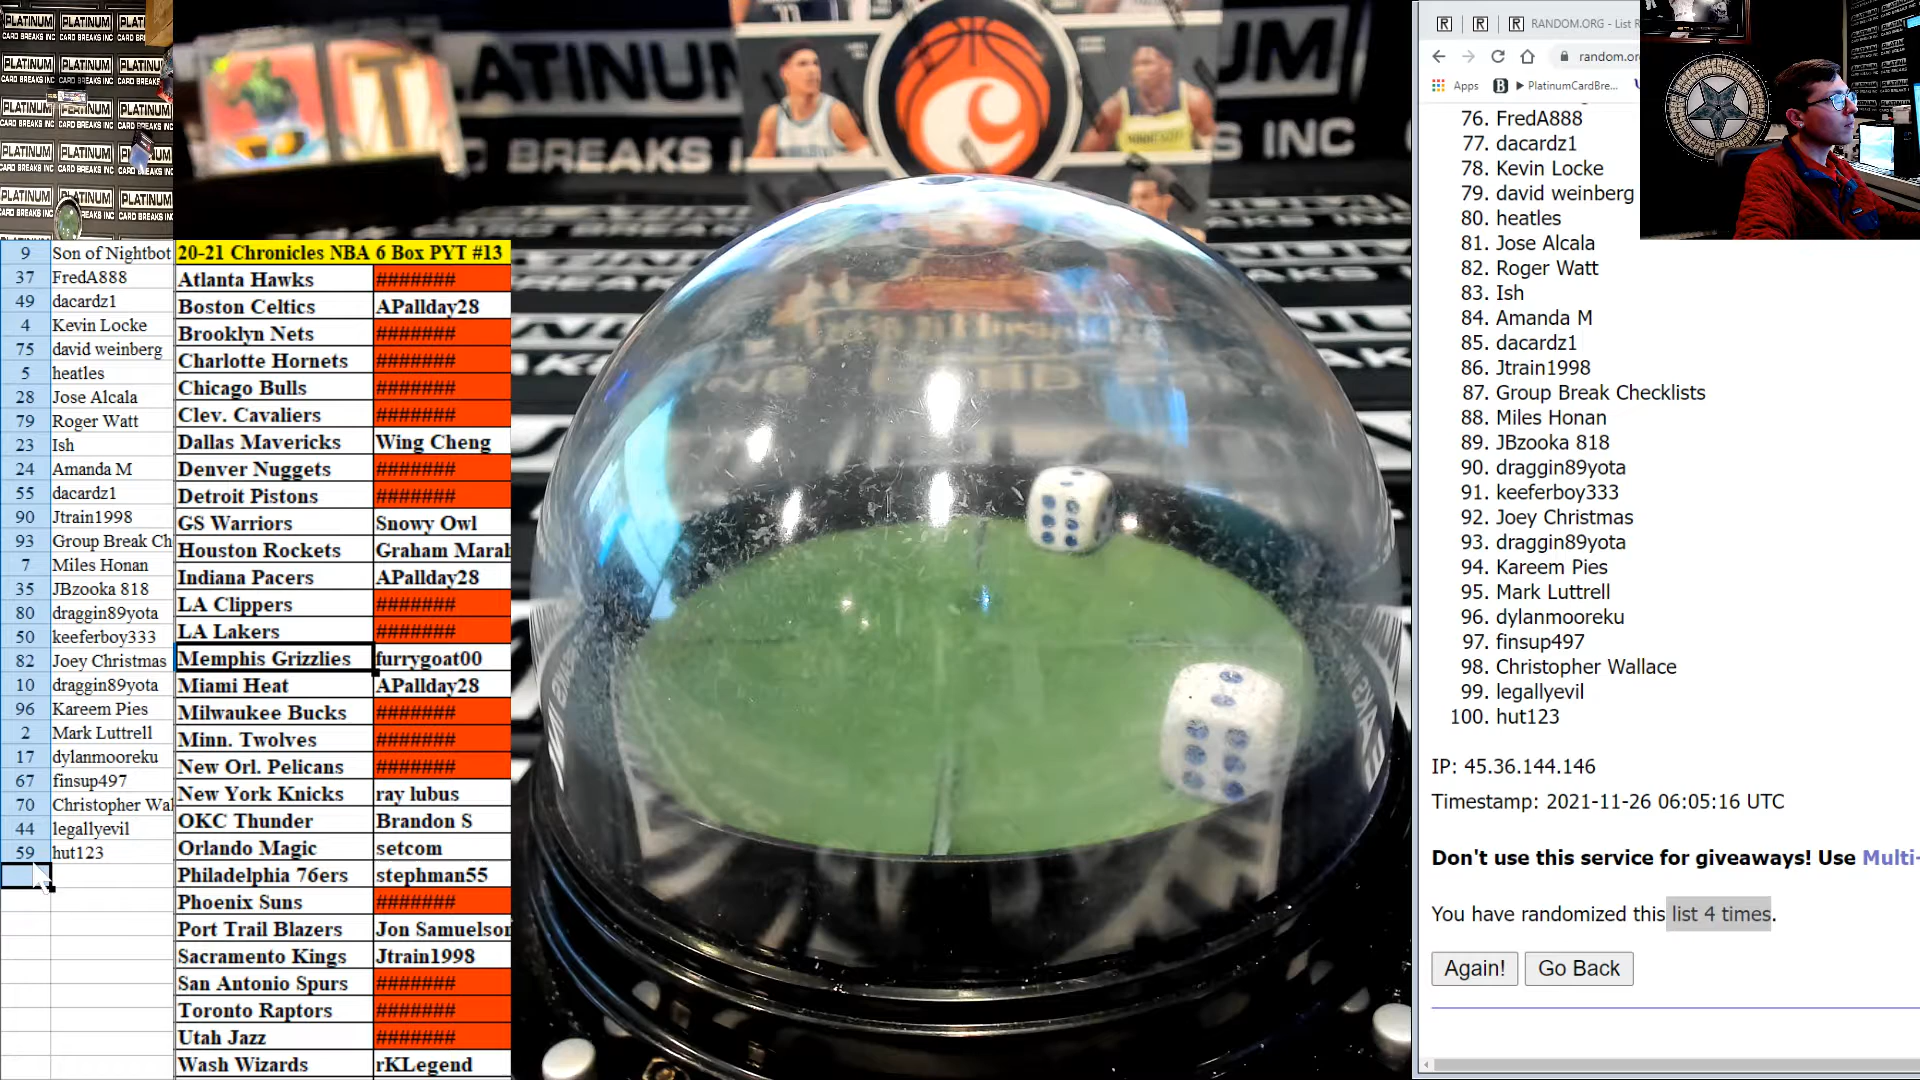 PLATINUM PLATINUM PLATINUM
CARD BREAKS INC CARD BREAKS INC CARD BREAKS INC
T
BREAKS INC
9 Son of Nightbot
37 FredA888
49 dacardz1
4 Kevin Locke
75 david weinberg
5 heatles
28 Jose Alcala
79 Roger Watt
23 Ish
24 Amanda M
55 dacardz1
90 Jtrain1998
93 Group Break Ch
7 Miles Honan
35 JBzooka 818
80 draggin89yota
50 keeferboy333
82 Joey Christmas
10 draggin89yota
96 Kareem Pies
2 Mark Luttrell
17 dylanmooreku
67 finsup497
70 Christopher Wal
44 legallyevil
59 hut123
20-21 Chronicles NBA 6 Box PYT #13
Atlanta Hawks #######
Boston Celtics APallday28
Brooklyn Nets #######
Charlotte Hornets #######
Chicago Bulls #######
Clev. Cavaliers #######
Dallas Mavericks Wing Cheng
Denver Nuggets #######
Detroit Pistons #######
GS Warriors Snowy Owl
Houston Rockets Graham Marah
Indiana Pacers APallday28
LA Clippers #######
LA Lakers #######
Memphis Grizzlies furrygoat00
Miami Heat APallday28
Milwaukee Bucks #######
Minn. Twolves #######
New Orl. Pelicans #######
New York Knicks ray lubus
OKC Thunder Brandon S
Orlando Magic setcom
Philadelphia 76ers stephman55
Phoenix Suns #######
Port Trail Blazers Jon Samuelson
Sacramento Kings Jtrain1998
San Antonio Spurs #######
Toronto Raptors #######
Utah Jazz #######
Wash Wizards rKLegend
RANDOM.ORG - List R
random.or
Apps PlatinumCardBre...
76. FredA888
77. dacardz1
78. Kevin Locke
79. david weinberg
80. heatles
81. Jose Alcala
82. Roger Watt
83. Ish
84. Amanda M
85. dacardz1
86. Jtrain1998
87. Group Break Checklists
88. Miles Honan
89. JBzooka 818
90. draggin89yota
91. keeferboy333
92. Joey Christmas
93. draggin89yota
94. Kareem Pies
95. Mark Luttrell
96. dylanmooreku
97. finsup497
98. Christopher Wallace
99. legallyevil
100. hut123
IP: 45.36.144.146
Timestamp: 2021-11-26 06:05:16 UTC
Don't use this service for giveaways! Use Multi-
You have randomized this list 4 times.
Again! Go Back